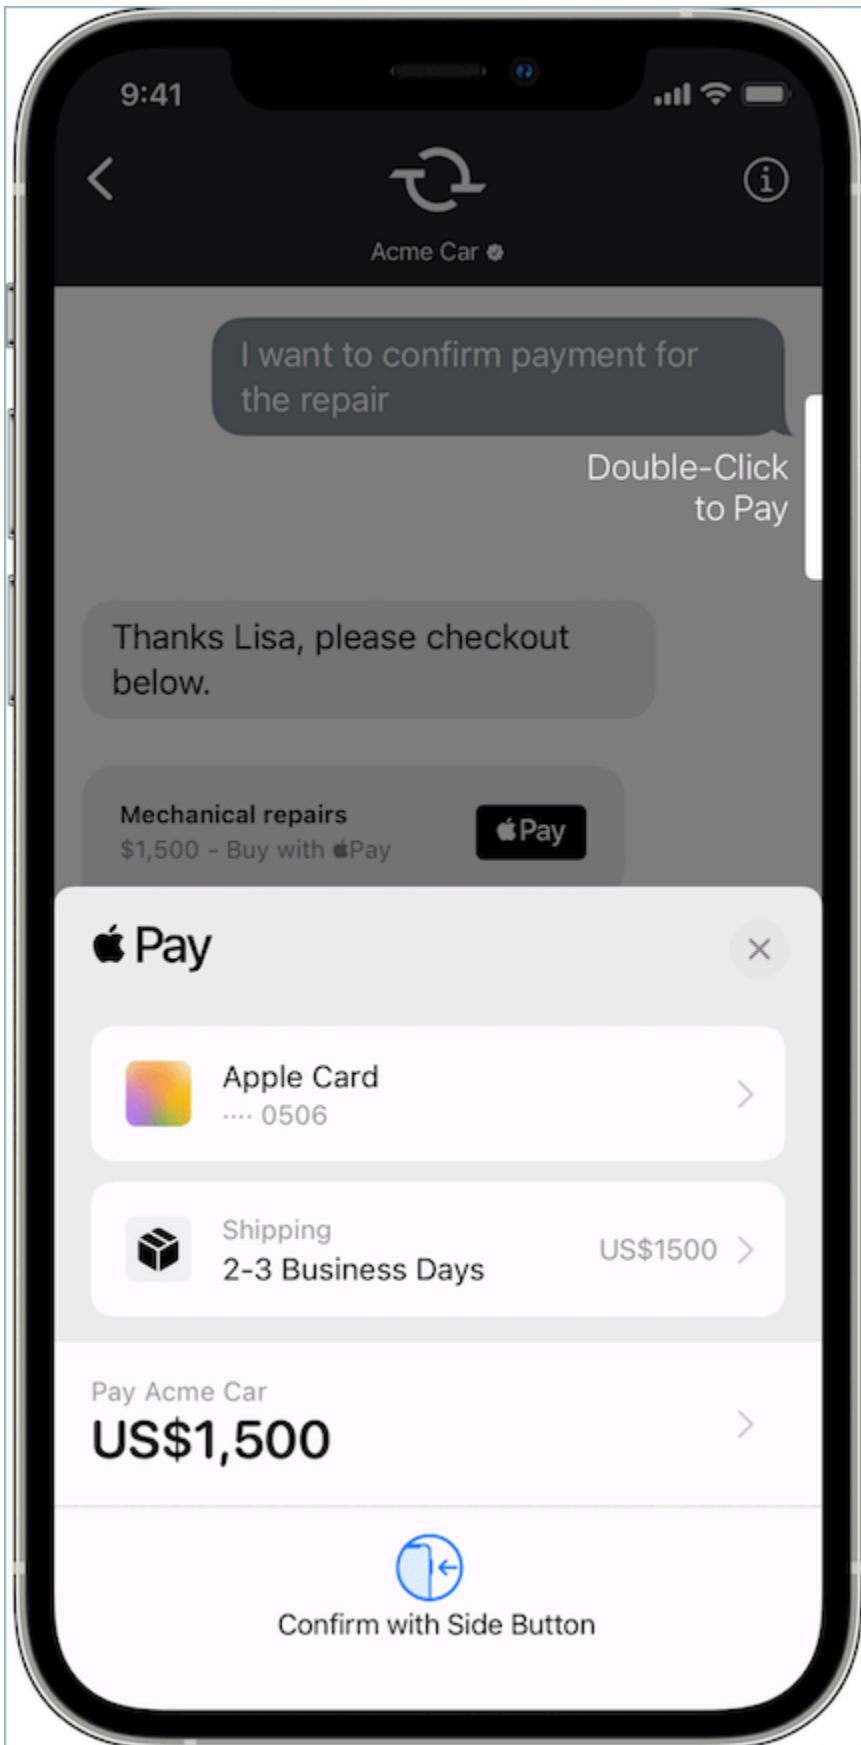 9:41
Acme Car
I want to confirm payment for
the repair
Double-Click
to Pay
Thanks Lisa, please checkout
below.
Mechanical repairs
$1,500 - Buy with Pay
Pay
Pay
Apple Card
···· 0506
Shipping
2-3 Business Days
US$1500
Pay Acme Car
US$1,500
Confirm with Side Button